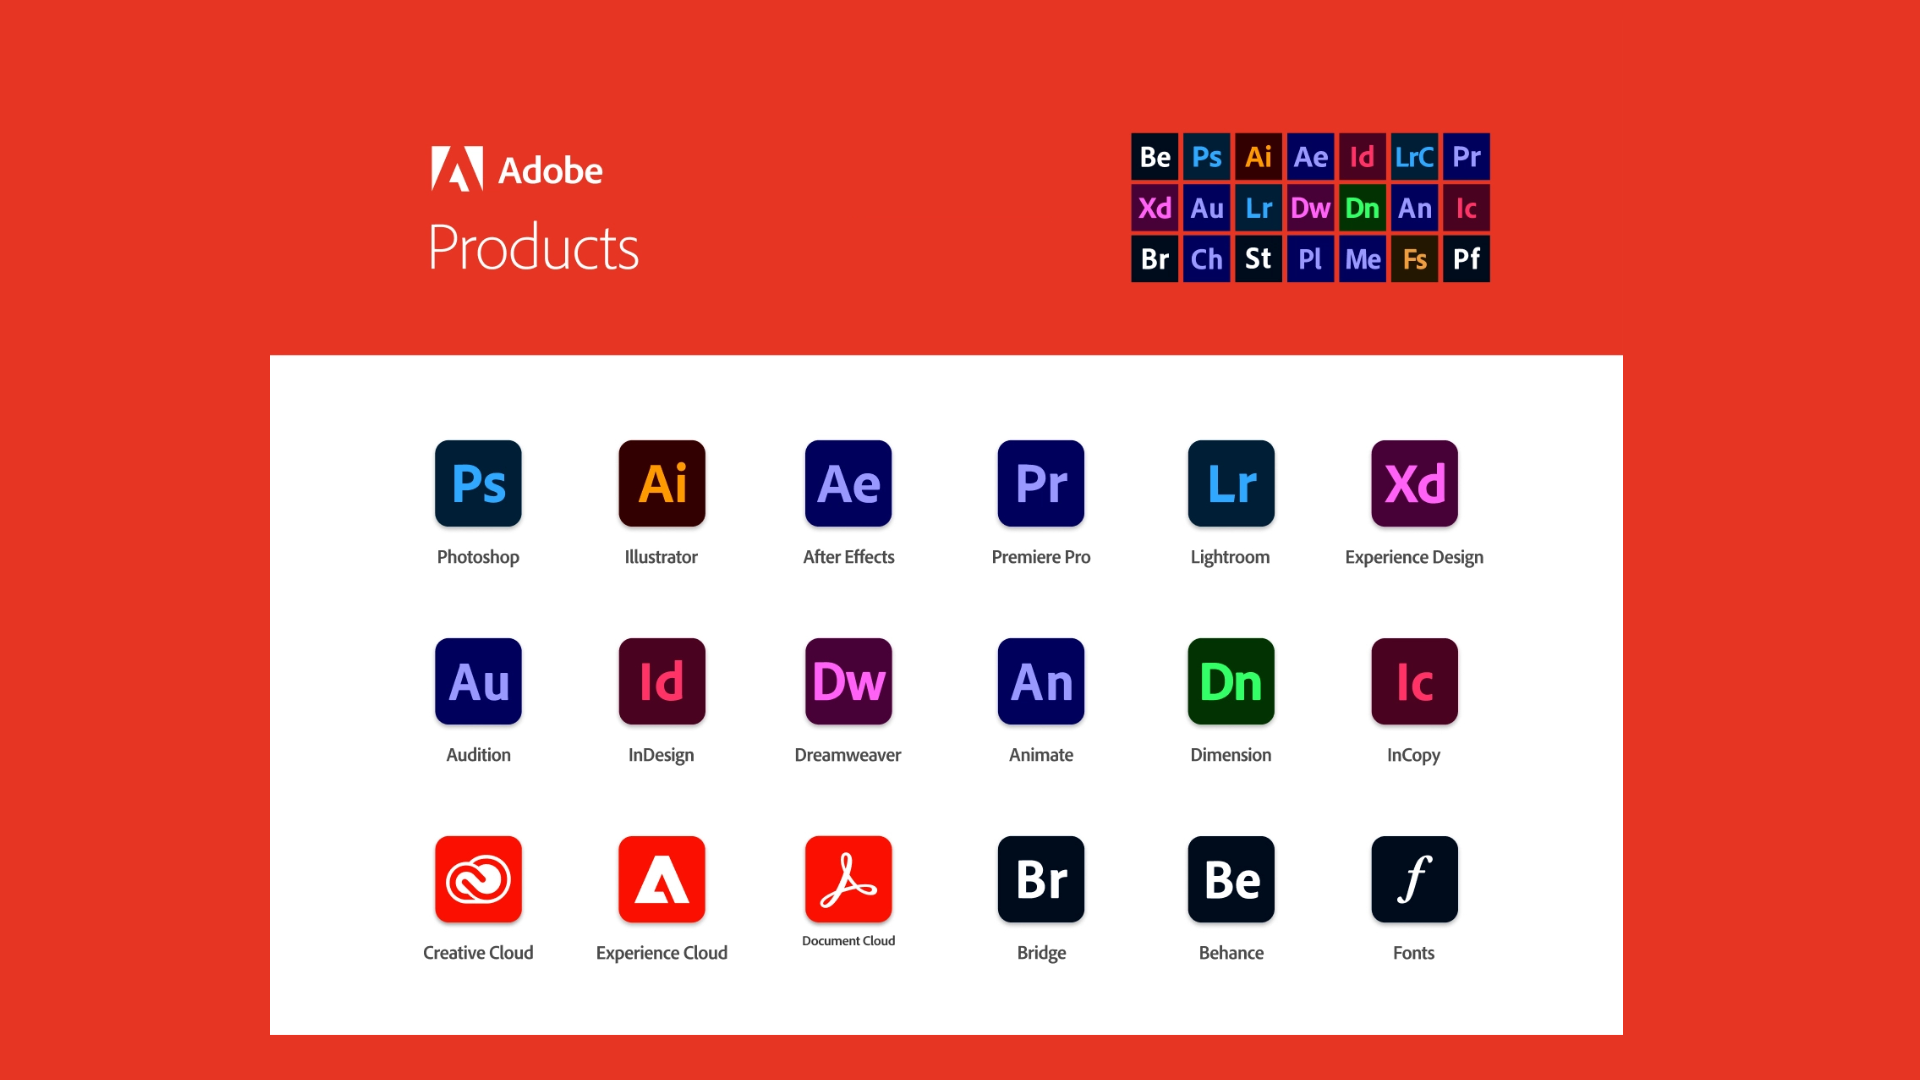 Adobe
Products
Be Ps Ai Ae Id LrC Pr
Xd Au Lr Dw Dn An Ic
Br Ch St Pl Me Fs Pf
Ps Ai Ae Pr Lr Xd
Photoshop Illustrator After Effects Premiere Pro Lightroom Experience Design
Au Id Dw An Dn Ic
Audition InDesign Dreamweaver Animate Dimension InCopy
Br Be f
Creative Cloud Experience Cloud Document Cloud Bridge Behance Fonts